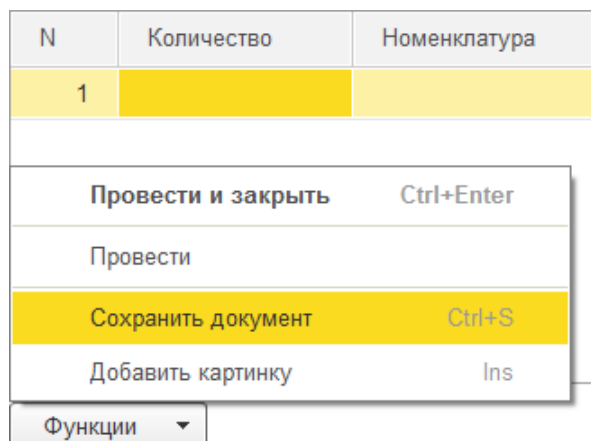 N Количество Номенклатура
1
Провести и закрыть Ctrl+Enter
Провести
Сохранить документ Ctrl+S
Добавить картинку Ins
Функции